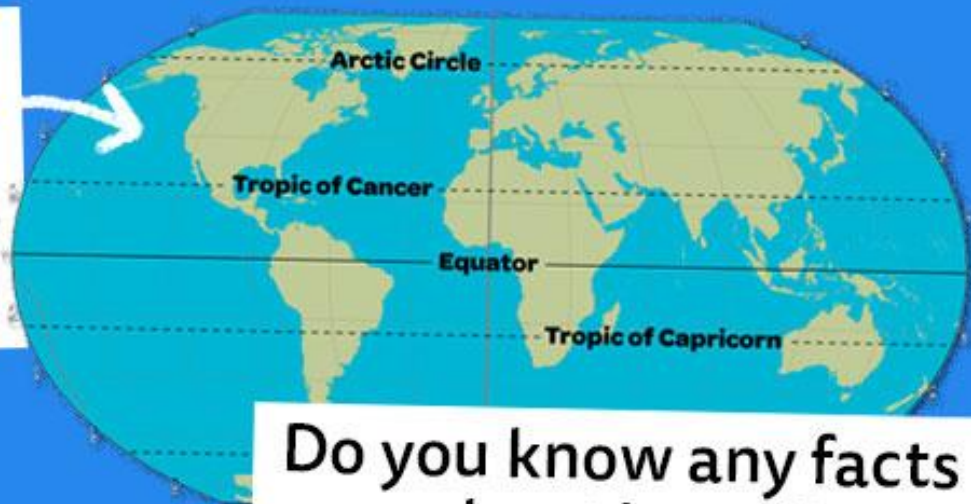 Arctic Circle
Tropic of Cancer
Equator
Tropic of Capricorn
Do you know any facts